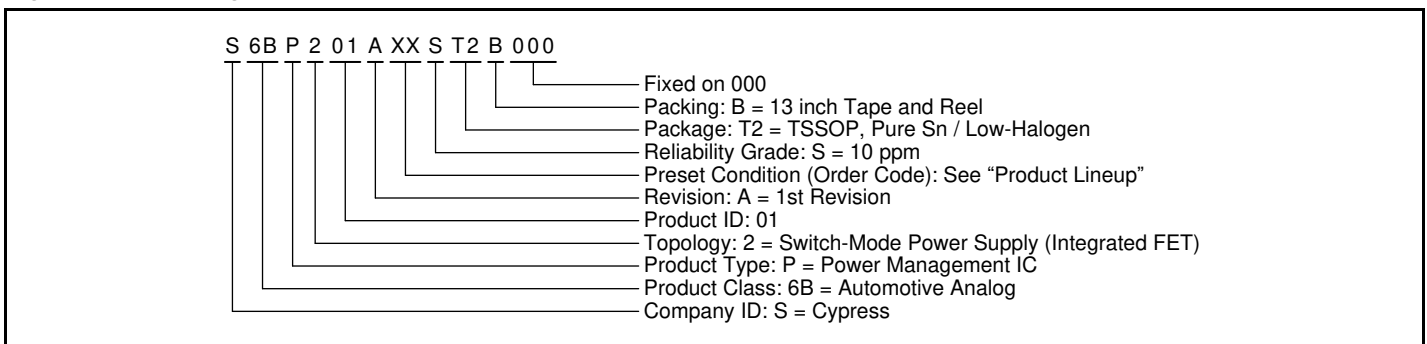 S 6B P 2 01 A XX S T2 B 000
Fixed on 000
Packing: B = 13 inch Tape and Reel
Package: T2 = TSSOP, Pure Sn / Low-Halogen
Reliability Grade: S = 10 ppm
Preset Condition (Order Code): See “Product Lineup”
Revision: A = 1st Revision
Product ID: 01
Topology: 2 = Switch-Mode Power Supply (Integrated FET)
Product Type: P = Power Management IC
Product Class: 6B = Automotive Analog
Company ID: S = Cypress